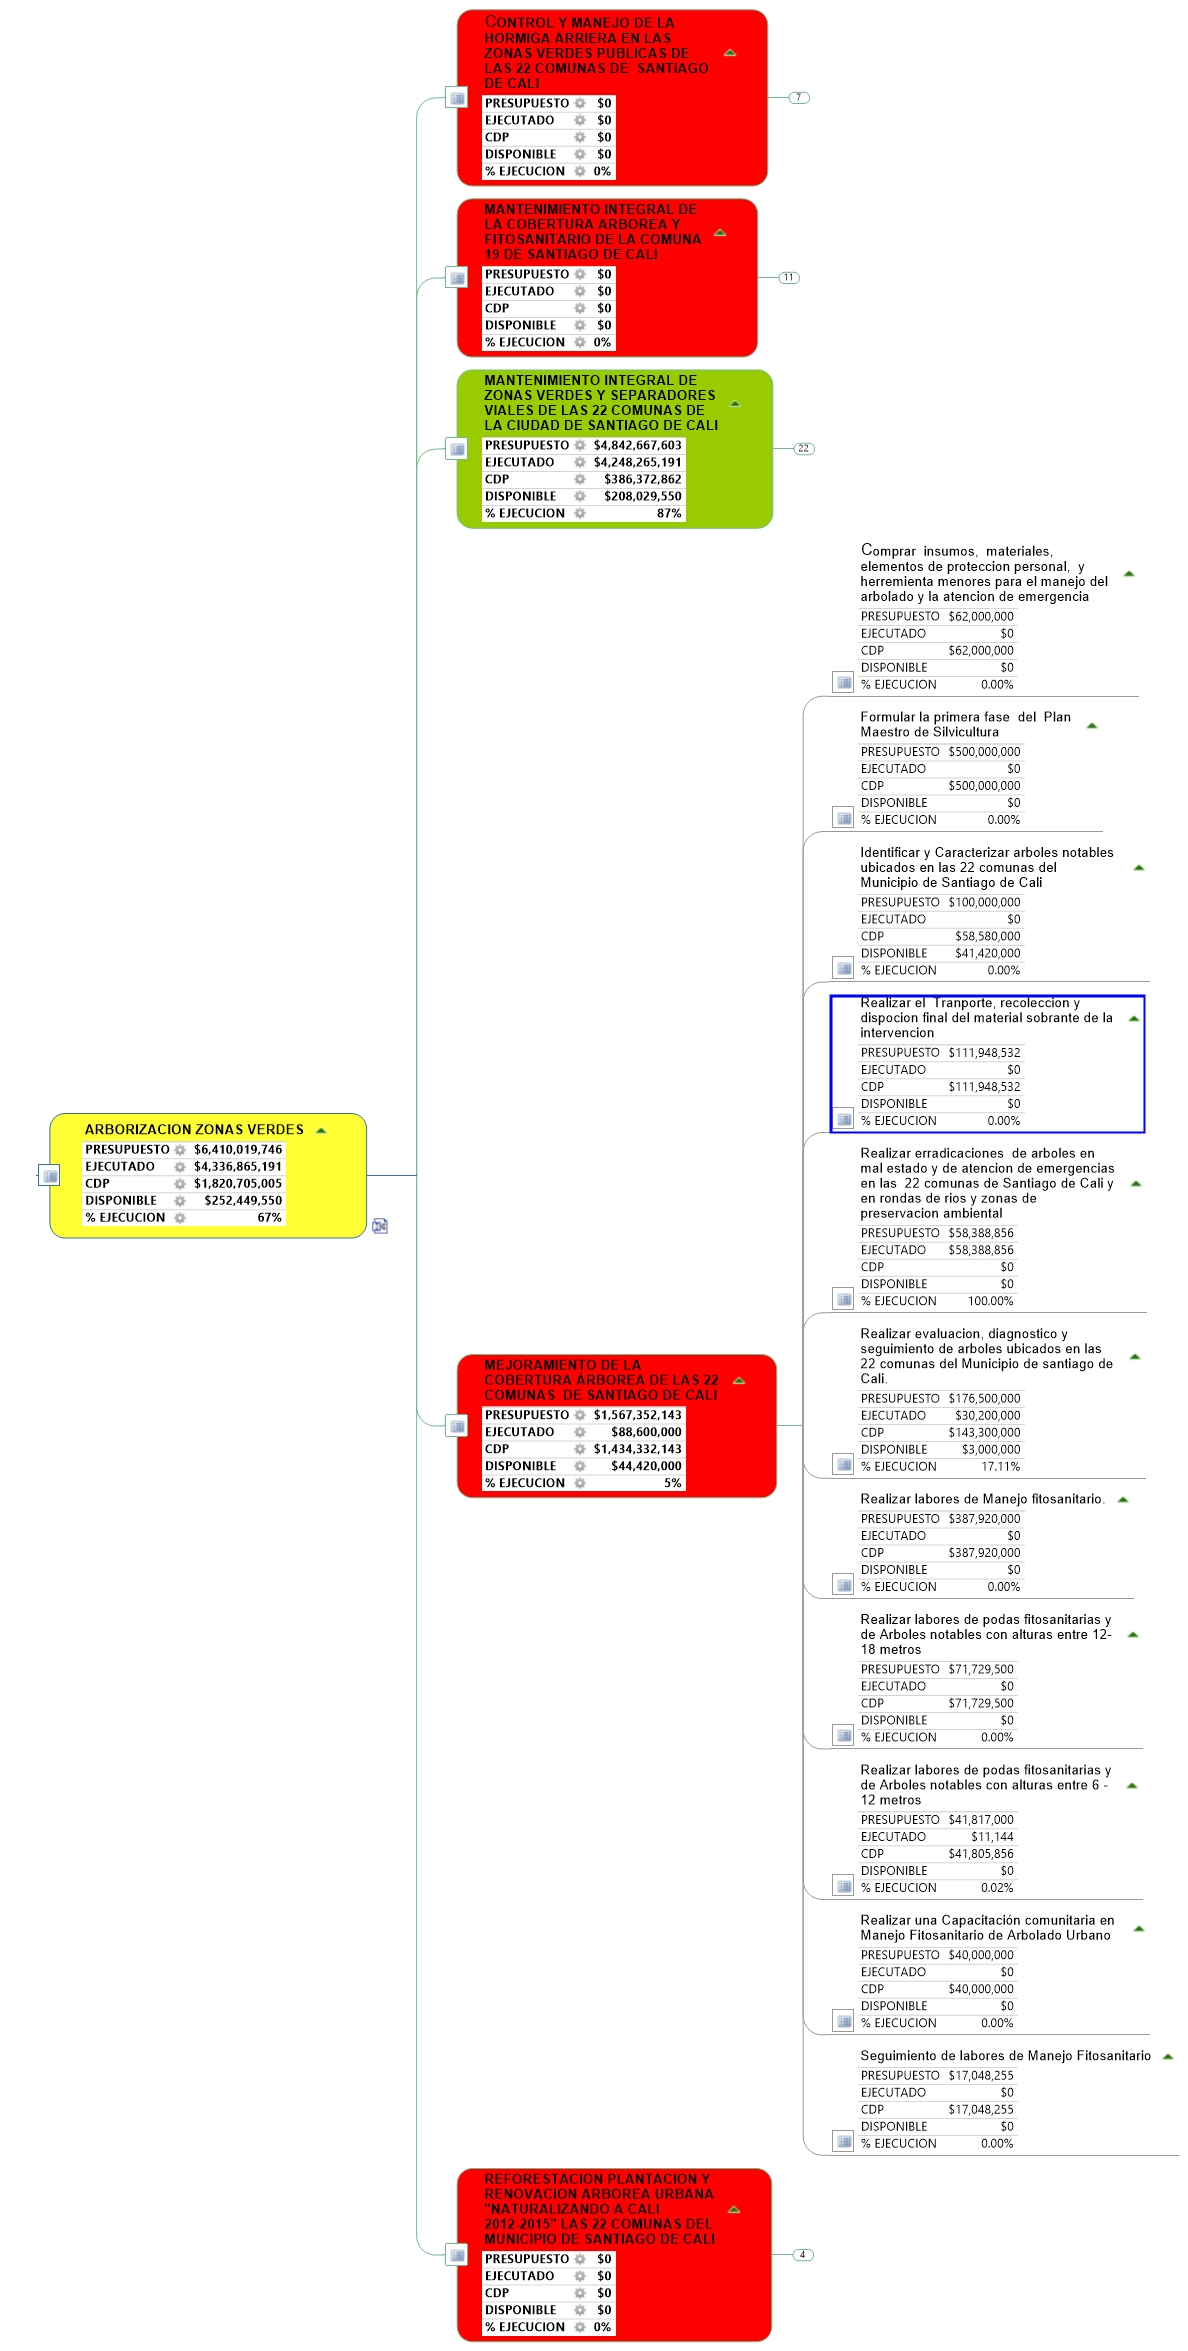 CONTROL Y MANEJO DE LA
HORMIGA ARRIERA EN LAS
ZONAS VERDES PUBLICAS DE
LAS 22 COMUNAS DE  SANTIAGO
DE CALI
PRESUPUESTO $0
EJECUTADO $0
CDP $0
DISPONIBLE $0
% EJECUCION 0%
7
MANTENIMIENTO INTEGRAL DE
LA COBERTURA ARBOREA Y
FITOSANITARIO DE LA COMUNA
19 DE SANTIAGO DE CALI
PRESUPUESTO $0
EJECUTADO $0
CDP $0
DISPONIBLE $0
% EJECUCION 0%
11
MANTENIMIENTO INTEGRAL DE
ZONAS VERDES Y SEPARADORES
VIALES DE LAS 22 COMUNAS DE
LA CIUDAD DE SANTIAGO DE CALI
PRESUPUESTO $4,842,667,603
EJECUTADO $4,248,265,191
CDP $386,372,862
DISPONIBLE $208,029,550
% EJECUCION 87%
22
ARBORIZACION ZONAS VERDES
PRESUPUESTO $6,410,019,746
EJECUTADO $4,336,865,191
CDP $1,820,705,005
DISPONIBLE $252,449,550
% EJECUCION 67%
MEJORAMIENTO DE LA
COBERTURA ÁRBOREA DE LAS 22
COMUNAS  DE SANTIAGO DE CALI
PRESUPUESTO $1,567,352,143
EJECUTADO $88,600,000
CDP $1,434,332,143
DISPONIBLE $44,420,000
% EJECUCION 5%
Comprar  insumos,  materiales,
elementos de proteccion personal,  y
herremienta menores para el manejo del
arbolado y la atencion de emergencia
PRESUPUESTO $62,000,000
EJECUTADO $0
CDP $62,000,000
DISPONIBLE $0
% EJECUCION 0.00%
Formular la primera fase  del  Plan
Maestro de Silvicultura
PRESUPUESTO $500,000,000
EJECUTADO $0
CDP $500,000,000
DISPONIBLE $0
% EJECUCION 0.00%
Identificar y Caracterizar arboles notables
ubicados en las 22 comunas del
Municipio de Santiago de Cali
PRESUPUESTO $100,000,000
EJECUTADO $0
CDP $58,580,000
DISPONIBLE $41,420,000
% EJECUCION 0.00%
Realizar el  Tranporte, recoleccion y
dispocion final del material sobrante de la
intervencion
PRESUPUESTO $111,948,532
EJECUTADO $0
CDP $111,948,532
DISPONIBLE $0
% EJECUCION 0.00%
Realizar erradicaciones  de arboles en
mal estado y de atencion de emergencias
en las  22 comunas de Santiago de Cali y
en rondas de rios y zonas de
preservacion ambiental
PRESUPUESTO $58,388,856
EJECUTADO $58,388,856
CDP $0
DISPONIBLE $0
% EJECUCION 100.00%
Realizar evaluacion, diagnostico y
seguimiento de arboles ubicados en las
22 comunas del Municipio de santiago de
Cali.
PRESUPUESTO $176,500,000
EJECUTADO $30,200,000
CDP $143,300,000
DISPONIBLE $3,000,000
% EJECUCION 17.11%
Realizar labores de Manejo fitosanitario.
PRESUPUESTO $387,920,000
EJECUTADO $0
CDP $387,920,000
DISPONIBLE $0
% EJECUCION 0.00%
Realizar labores de podas fitosanitarias y
de Arboles notables con alturas entre 12-
18 metros
PRESUPUESTO $71,729,500
EJECUTADO $0
CDP $71,729,500
DISPONIBLE $0
% EJECUCION 0.00%
Realizar labores de podas fitosanitarias y
de Arboles notables con alturas entre 6 -
12 metros
PRESUPUESTO $41,817,000
EJECUTADO $11,144
CDP $41,805,856
DISPONIBLE $0
% EJECUCION 0.02%
Realizar una Capacitación comunitaria en
Manejo Fitosanitario de Arbolado Urbano
PRESUPUESTO $40,000,000
EJECUTADO $0
CDP $40,000,000
DISPONIBLE $0
% EJECUCION 0.00%
Seguimiento de labores de Manejo Fitosanitario
PRESUPUESTO $17,048,255
EJECUTADO $0
CDP $17,048,255
DISPONIBLE $0
% EJECUCION 0.00%
REFORESTACION PLANTACION Y
RENOVACION ARBOREA URBANA
"NATURALIZANDO A CALI
2012-2015" LAS 22 COMUNAS DEL
MUNICIPIO DE SANTIAGO DE CALI
PRESUPUESTO $0
EJECUTADO $0
CDP $0
DISPONIBLE $0
% EJECUCION 0%
4